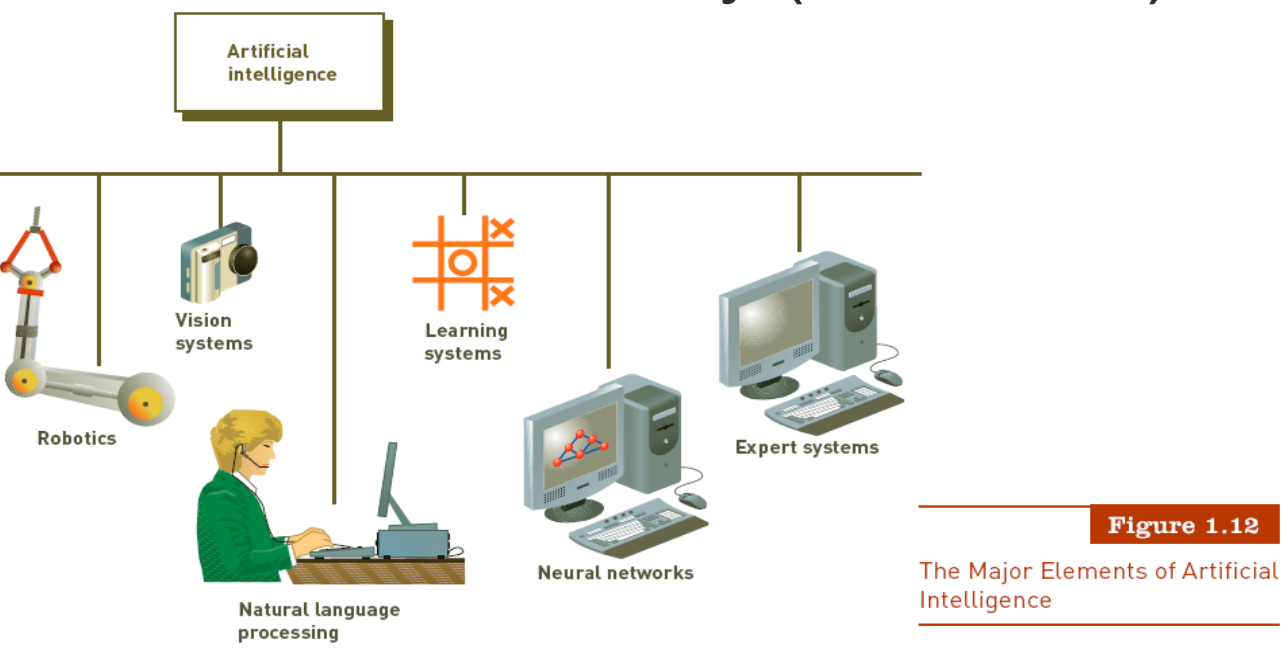 Artificial
intelligence
Vision
systems
Learning
systems
Robotics
Expert systems
Neural networks
Natural language
processing
Figure 1.12
The Major Elements of Artificial
Intelligence